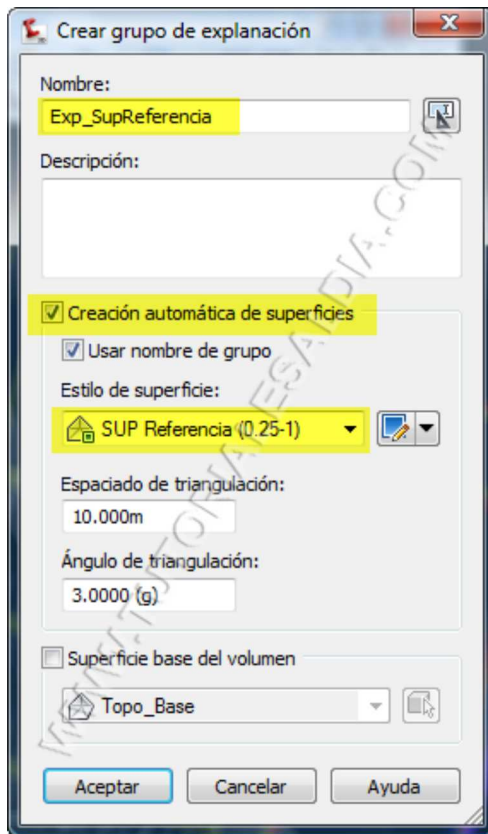 Crear grupo de explanación
Nombre:
Exp_SupReferencia
Descripción:
Creación automática de superficies
Usar nombre de grupo
Estilo de superficie:
SUP Referencia (0.25-1)
Espaciado de triangulación:
10.000m
Ángulo de triangulación:
3.0000 (g)
Superficie base del volumen
Topo_Base
Aceptar Cancelar Ayuda
WWW.TUTORIALESALDIA.COM